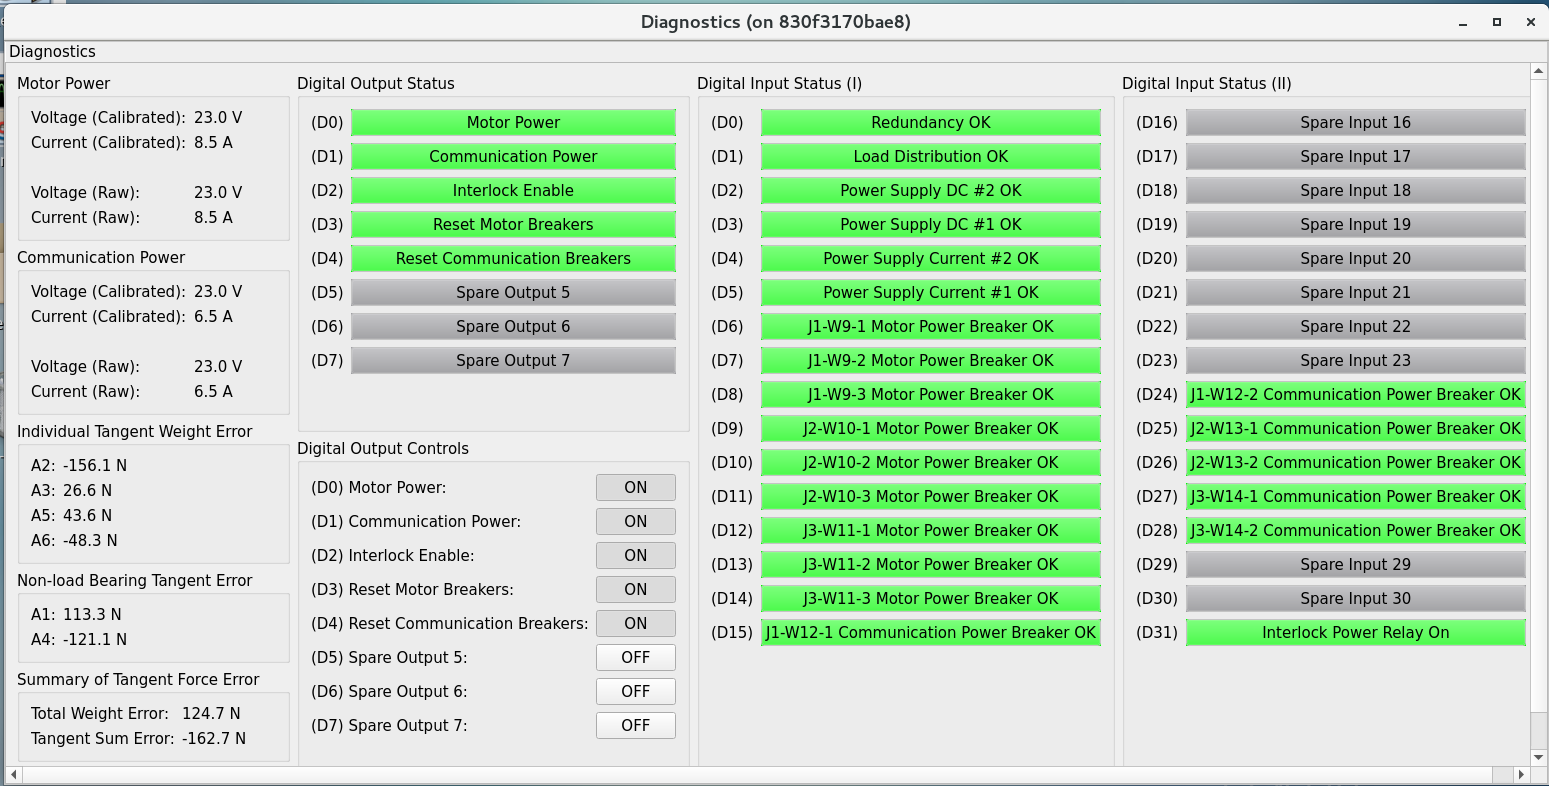 Diagnostics (on 830f3170bae8)
Diagnostics
Motor Power
Voltage (Calibrated): 23.0 V
Current (Calibrated): 8.5 A
Voltage (Raw): 23.0 V
Current (Raw): 8.5 A
Communication Power
Voltage (Calibrated): 23.0 V
Current (Calibrated): 6.5 A
Voltage (Raw): 23.0 V
Current (Raw): 6.5 A
Individual Tangent Weight Error
A2: -156.1 N
A3: 26.6 N
A5: 43.6 N
A6: -48.3 N
Non-load Bearing Tangent Error
A1: 113.3 N
A4: -121.1 N
Summary of Tangent Force Error
Total Weight Error: 124.7 N
Tangent Sum Error: -162.7 N
Digital Output Status
(D0) Motor Power
(D1) Communication Power
(D2) Interlock Enable
(D3) Reset Motor Breakers
(D4) Reset Communication Breakers
(D5) Spare Output 5
(D6) Spare Output 6
(D7) Spare Output 7
Digital Output Controls
(D0) Motor Power: ON
(D1) Communication Power: ON
(D2) Interlock Enable: ON
(D3) Reset Motor Breakers: ON
(D4) Reset Communication Breakers: ON
(D5) Spare Output 5: OFF
(D6) Spare Output 6: OFF
(D7) Spare Output 7: OFF
Digital Input Status (I)
(D0) Redundancy OK
(D1) Load Distribution OK
(D2) Power Supply DC #2 OK
(D3) Power Supply DC #1 OK
(D4) Power Supply Current #2 OK
(D5) Power Supply Current #1 OK
(D6) J1-W9-1 Motor Power Breaker OK
(D7) J1-W9-2 Motor Power Breaker OK
(D8) J1-W9-3 Motor Power Breaker OK
(D9) J2-W10-1 Motor Power Breaker OK
(D10) J2-W10-2 Motor Power Breaker OK
(D11) J2-W10-3 Motor Power Breaker OK
(D12) J3-W11-1 Motor Power Breaker OK
(D13) J3-W11-2 Motor Power Breaker OK
(D14) J3-W11-3 Motor Power Breaker OK
(D15) J1-W12-1 Communication Power Breaker OK
Digital Input Status (II)
(D16) Spare Input 16
(D17) Spare Input 17
(D18) Spare Input 18
(D19) Spare Input 19
(D20) Spare Input 20
(D21) Spare Input 21
(D22) Spare Input 22
(D23) Spare Input 23
(D24) J1-W12-2 Communication Power Breaker OK
(D25) J2-W13-1 Communication Power Breaker OK
(D26) J2-W13-2 Communication Power Breaker OK
(D27) J3-W14-1 Communication Power Breaker OK
(D28) J3-W14-2 Communication Power Breaker OK
(D29) Spare Input 29
(D30) Spare Input 30
(D31) Interlock Power Relay On